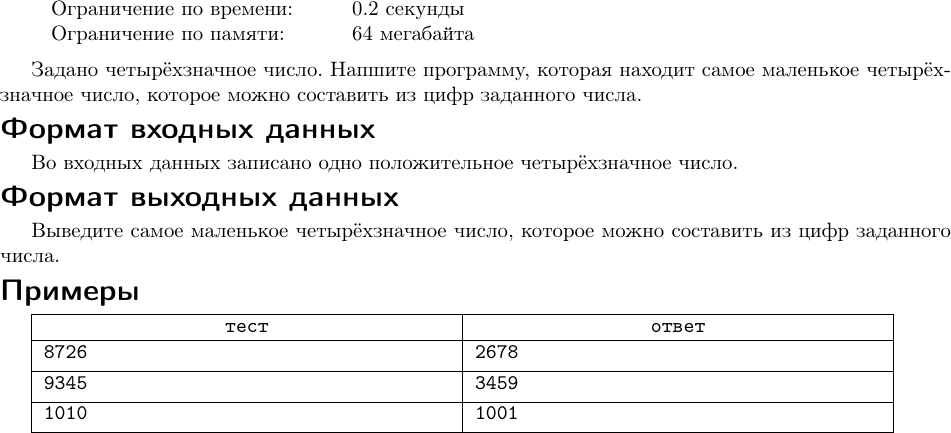 Ограничение по времени: 0.2 секунды
Ограничение по памяти: 64 мегабайта
Задано четырёхзначное число. Напшите программу, которая находит самое маленькое четырёх-
значное число, которое можно составить из цифр заданного числа.
Формат входных данных
Во входных данных записано одно положительное четырёхзначное число.
Формат выходных данных
Выведите самое маленькое четырёхзначное число, которое можно составить из цифр заданного
числа.
Примеры
тест ответ
8726 2678
9345 3459
1010 1001